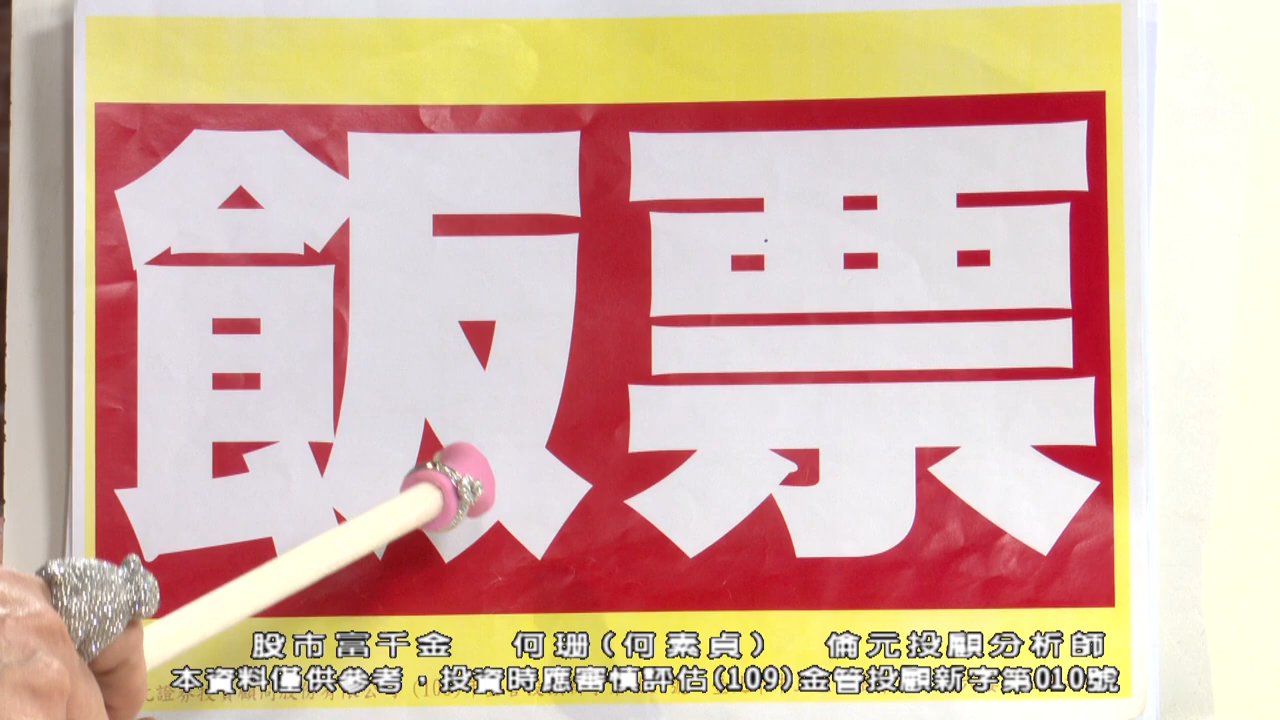 飯票
股市富千金 何珊(何素貞) 倫元投顧分析師
本資料僅供參考,投資時應審慎評估(109)金管投顧新字第010號